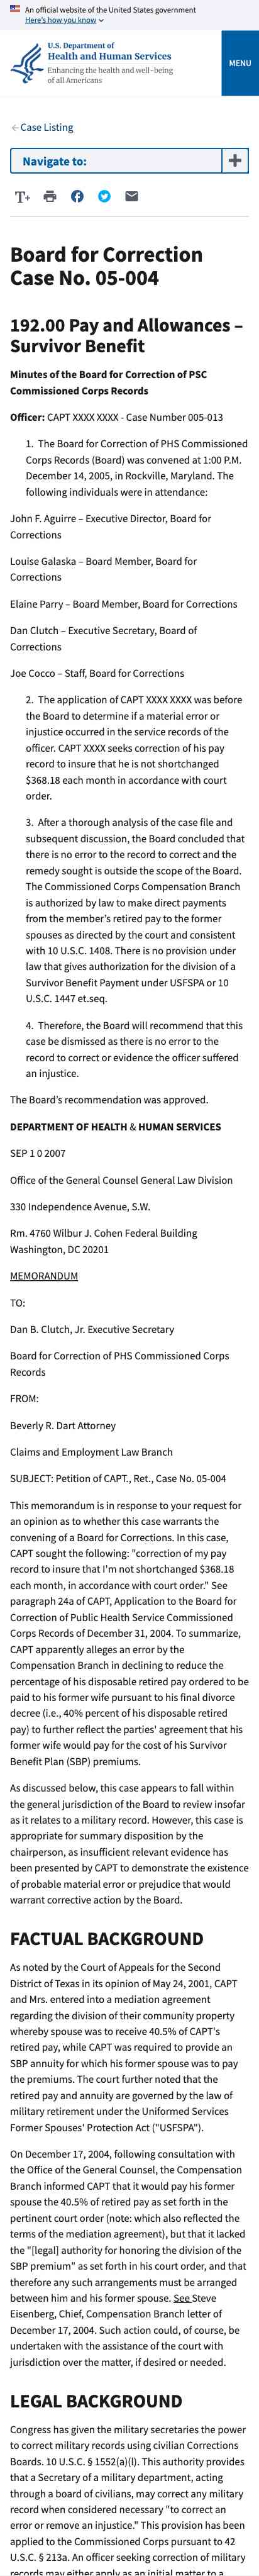 An official website of the United States government
Here's how you know
U.S. Department of
Health and Human Services
Enhancing the health and well-being
of all Americans
MENU
Case Listing
Navigate to:
T+
Board for Correction
Case No. 05-004
192.00 Pay and Allowances –
Survivor Benefit
Minutes of the Board for Correction of PSC
Commissioned Corps Records
Officer: CAPT XXXX XXXX - Case Number 005-013
1. The Board for Correction of PHS Commissioned
Corps Records (Board) was convened at 1:00 P.M.
December 14, 2005, in Rockville, Maryland. The
following individuals were in attendance:
John F. Aguirre – Executive Director, Board for
Corrections
Louise Galaska – Board Member, Board for
Corrections
Elaine Parry – Board Member, Board for Corrections
Dan Clutch – Executive Secretary, Board of
Corrections
Joe Cocco – Staff, Board for Corrections
2. The application of CAPT XXXX XXXX was before
the Board to determine if a material error or
injustice occurred in the service records of the
officer. CAPT XXXX seeks correction of his pay
record to insure that he is not shortchanged
$368.18 each month in accordance with court
order.
3. After a thorough analysis of the case file and
subsequent discussion, the Board concluded that
there is no error to the record to correct and the
remedy sought is outside the scope of the Board.
The Commissioned Corps Compensation Branch
is authorized by law to make direct payments
from the member's retired pay to the former
spouses as directed by the court and consistent
with 10 U.S.C. 1408. There is no provision under
law that gives authorization for the division of a
Survivor Benefit Payment under USFSPA or 10
U.S.C. 1447 et.seq.
4. Therefore, the Board will recommend that this
case be dismissed as there is no error to the
record to correct or evidence the officer suffered
an injustice.
The Board's recommendation was approved.
DEPARTMENT OF HEALTH & HUMAN SERVICES
SEP 1 0 2007
Office of the General Counsel General Law Division
330 Independence Avenue, S.W.
Rm. 4760 Wilbur J. Cohen Federal Building
Washington, DC 20201
MEMORANDUM
TO:
Dan B. Clutch, Jr. Executive Secretary
Board for Correction of PHS Commissioned Corps
Records
FROM:
Beverly R. Dart Attorney
Claims and Employment Law Branch
SUBJECT: Petition of CAPT., Ret., Case No. 05-004
This memorandum is in response to your request for
an opinion as to whether this case warrants the
convening of a Board for Corrections. In this case,
CAPT sought the following: "correction of my pay
record to insure that I'm not shortchanged $368.18
each month, in accordance with court order." See
paragraph 24a of CAPT, Application to the Board for
Correction of Public Health Service Commissioned
Corps Records of December 31, 2004. To summarize,
CAPT apparently alleges an error by the
Compensation Branch in declining to reduce the
percentage of his disposable retired pay ordered to be
paid to his former wife pursuant to his final divorce
decree (i.e., 40% percent of his disposable retired
pay) to further reflect the parties' agreement that his
former wife would pay for the cost of his Survivor
Benefit Plan (SBP) premiums.
As discussed below, this case appears to fall within
the general jurisdiction of the Board to review insofar
as it relates to a military record. However, this case is
appropriate for summary disposition by the
chairperson, as insufficient relevant evidence has
been presented by CAPT to demonstrate the existence
of probable material error or prejudice that would
warrant corrective action by the Board.
FACTUAL BACKGROUND
As noted by the Court of Appeals for the Second
District of Texas in its opinion of May 24, 2001, CAPT
and Mrs. entered into a mediation agreement
regarding the division of their community property
whereby spouse was to receive 40.5% of CAPT's
retired pay, while CAPT was required to provide an
SBP annuity for which his former spouse was to pay
the premiums. The court further noted that the
retired pay and annuity are governed by the law of
military retirement under the Uniformed Services
Former Spouses' Protection Act ("USFSPA").
On December 17, 2004, following consultation with
the Office of the General Counsel, the Compensation
Branch informed CAPT that it would pay his former
spouse the 40.5% of retired pay as set forth in the
pertinent court order (note: which also reflected the
terms of the mediation agreement), but that it lacked
the "[legal] authority for honoring the division of the
SBP premium" as set forth in his court order, and that
therefore any such arrangements must be arranged
between him and his former spouse. See Steve
Eisenberg, Chief, Compensation Branch letter of
December 17, 2004. Such action could, of course, be
undertaken with the assistance of the court with
jurisdiction over the matter, if desired or needed.
LEGAL BACKGROUND
Congress has given the military secretaries the power
to correct military records using civilian Corrections
Boards. 10 U.S.C. § 1552(a)(l). This authority provides
that a Secretary of a military department, acting
through a board of civilians, may correct any military
record when considered necessary "to correct an
error or remove an injustice." This provision has been
applied to the Commissioned Corps pursuant to 42
U.S.C. § 213a. An officer seeking correction of military
records may either apply as an initial matter to a